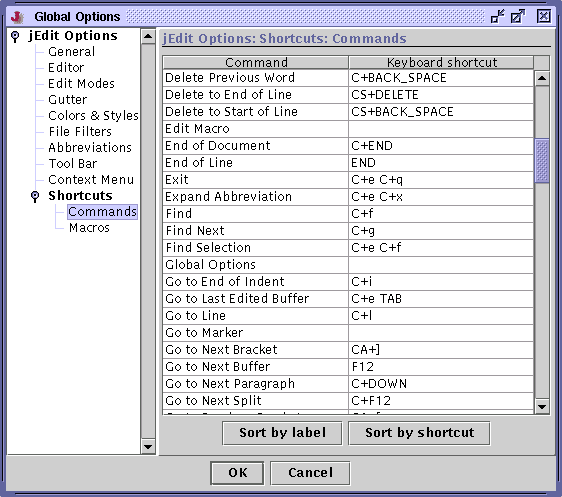 Global Options
jEdit Options
General
Editor
Edit Modes
Gutter
Colors & Styles
File Filters
Abbreviations
Tool Bar
Context Menu
Shortcuts
Commands
Macros
jEdit Options: Shortcuts: Commands
Command Keyboard shortcut
Delete Previous Word C+BACK_SPACE
Delete to End of Line CS+DELETE
Delete to Start of Line CS+BACK_SPACE
Edit Macro
End of Document C+END
End of Line END
Exit C+e C+q
Expand Abbreviation C+e C+x
Find C+f
Find Next C+g
Find Selection C+e C+f
Global Options
Go to End of Indent C+i
Go to Last Edited Buffer C+e TAB
Go to Line C+l
Go to Marker
Go to Next Bracket CA+]
Go to Next Buffer F12
Go to Next Paragraph C+DOWN
Go to Next Split C+F12
Sort by label Sort by shortcut
OK Cancel